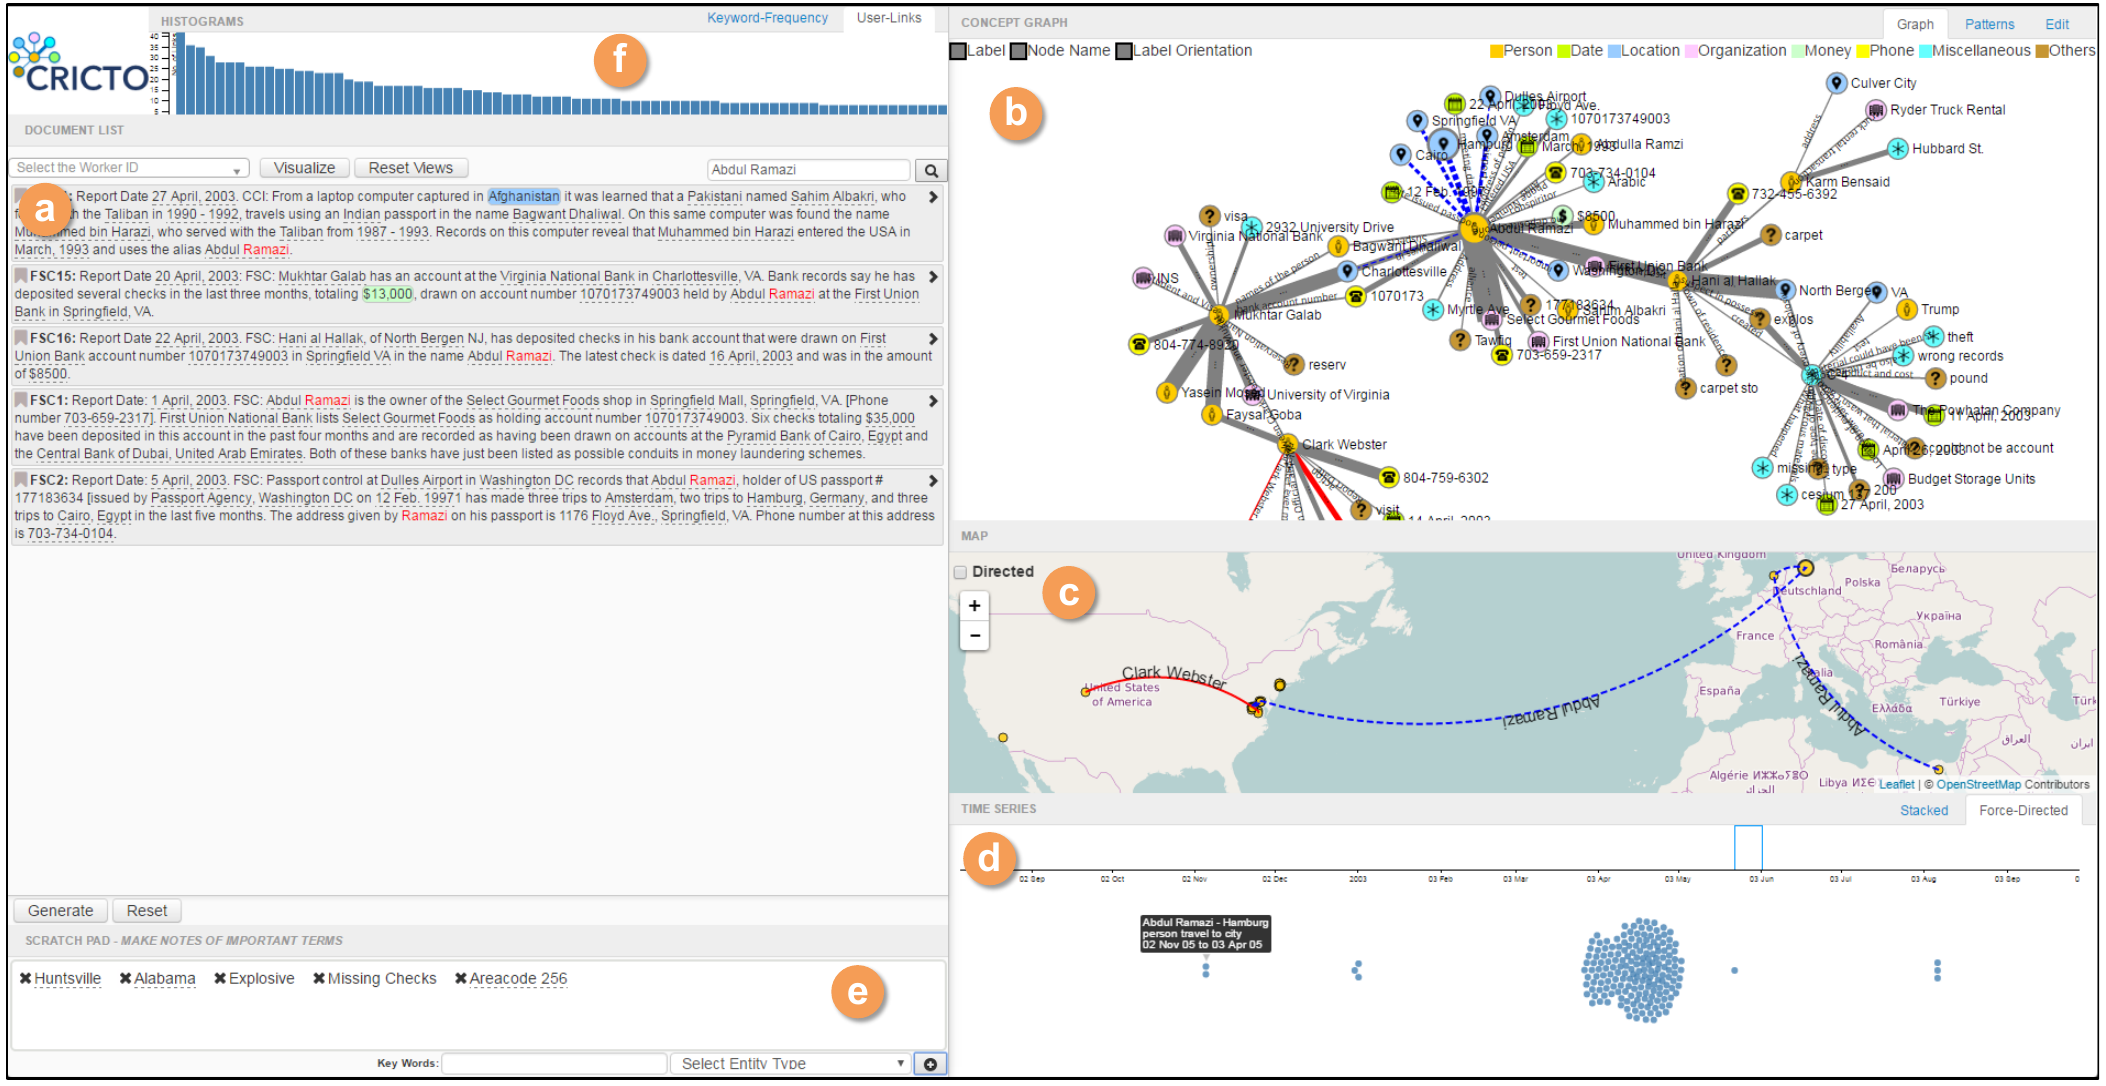 HISTOGRAMS
Keyword-Frequency
User-Links
CRICTO
40
35
30
25
20
15
10
5
f
DOCUMENT LIST
Select the Worker ID
Visualize
Reset Views
Abdul Ramazi
a
: Report Date 27 April, 2003. CCI: From a laptop computer captured in Afghanistan it was learned that a Pakistani named Sahim Albakri, who
the Taliban in 1990 - 1992, travels using an Indian passport in the name Bagwant Dhaliwal. On this same computer was found the name
Muhammed bin Harazi, who served with the Taliban from 1987 - 1993. Records on this computer reveal that Muhammed bin Harazi entered the USA in
March, 1993 and uses the alias Abdul Ramazi.
FSC15: Report Date 20 April, 2003: FSC: Mukhtar Galab has an account at the Virginia National Bank in Charlottesville, VA. Bank records say he has
deposited several checks in the last three months, totaling $13,000, drawn on account number 1070173749003 held by Abdul Ramazi at the First Union
Bank in Springfield, VA.
FSC16: Report Date 22 April, 2003. FSC: Hani al Hallak, of North Bergen NJ, has deposited checks in his bank account that were drawn on First
Union Bank account number 1070173749003 in Springfield VA in the name Abdul Ramazi. The latest check is dated 16 April, 2003 and was in the amount
of $8500.
FSC1: Report Date: 1 April, 2003. FSC: Abdul Ramazi is the owner of the Select Gourmet Foods shop in Springfield Mall, Springfield, VA. [Phone
number 703-659-2317]. First Union National Bank lists Select Gourmet Foods as holding account number 1070173749003. Six checks totaling $35,000
have been deposited in this account in the past four months and are recorded as having been drawn on accounts at the Pyramid Bank of Cairo, Egypt and
the Central Bank of Dubai, United Arab Emirates. Both of these banks have just been listed as possible conduits in money laundering schemes.
FSC2: Report Date: 5 April, 2003. FSC: Passport control at Dulles Airport in Washington DC records that Abdul Ramazi, holder of US passport #
177183634 [issued by Passport Agency, Washington DC on 12 Feb. 19971 has made three trips to Amsterdam, two trips to Hamburg, Germany, and three
trips to Cairo, Egypt in the last five months. The address given by Ramazi on his passport is 1176 Floyd Ave., Springfield, VA. Phone number at this address
is 703-734-0104.
Generate
Reset
SCRATCH PAD - MAKE NOTES OF IMPORTANT TERMS
Huntsville
Alabama
Explosive
Missing Checks
Areacode 256
e
Key Words:
Select Entity Type
CONCEPT GRAPH
Graph
Patterns
Edit
Label Node Name Label Orientation
Person Date Location Organization Money Phone Miscellaneous Others
b
Culver City
Ryder Truck Rental
Hubbard St.
Karm Bensaid
732-455-6392
address
carpet
Dulles Airport
22 April, 2003
Floyd Ave.
Springfield VA
1070173749003
Amsterdam
Hamburg
March, 1993
Abdulla Ramzi
Cairo
703-734-0104
Arabic
12 Feb. 1997
$8500
Abdul Ramazi
Muhammed bin Harazi
visa
2932 University Drive
Virginia National Bank
Bagwant Dhaliwal
names of the person
INS
Charlottesville
bank account number
1070173
Mukhtar Galab
Washington DC
First Union Bank
Hani al Hallak
North Bergen
VA
Myrtle Ave.
177183634
Sahim Albakri
Select Gourmet Foods
Tawfiq
First Union National Bank
703-659-2317
explos
Trump
theft
wrong records
pound
804-774-8920
reserv
carpet sto
Yasein Mosed
University of Virginia
Faysal Goba
The Powhatan Company
11 April, 2003
Clark Webster
804-759-6302
April 26, 2003
cannot be account
missing
type
Budget Storage Units
cesium 137
200
27 April, 2003
visit
14 April, 2003
MAP
Directed
c
+
−
United Kingdom
Беларусь
Polska
Deutschland
Україна
France
România
Italia
España
Ελλάδα
Türkiye
Türk
العراق
ایران
Algérie ⵍⵣⵣⴰⵢⴻⵔ
الجزائر
Libya
United States
of America
Clark Webster
Abdul Ramazi
Abdul Ramazi
Leaflet | © OpenStreetMap Contributors
TIME SERIES
Stacked
Force-Directed
d
02 Sep
02 Oct
02 Nov
02 Dec
2003
03 Feb
03 Mar
03 Apr
03 May
03 Jun
03 Jul
03 Aug
03 Sep
Abdul Ramazi - Hamburg
person travel to city
02 Nov 05 to 03 Apr 05